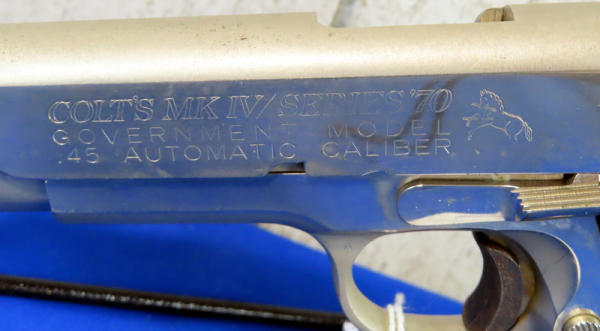 COLT'S MK IV/SERIES '70
GOVERNMENT MODEL
.45 AUTOMATIC CALIBER